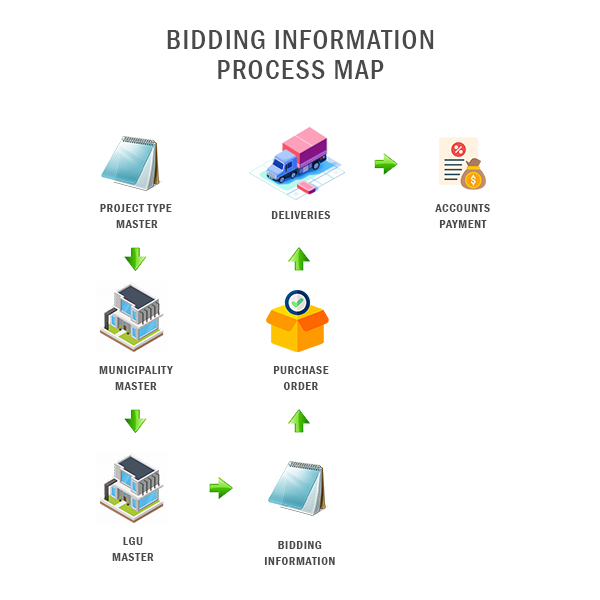 BIDDING INFORMATION
PROCESS MAP
PROJECT TYPE
MASTER
DELIVERIES
ACCOUNTS
PAYMENT
%
$
MUNICIPALITY
MASTER
PURCHASE
ORDER
LGU
MASTER
BIDDING
INFORMATION